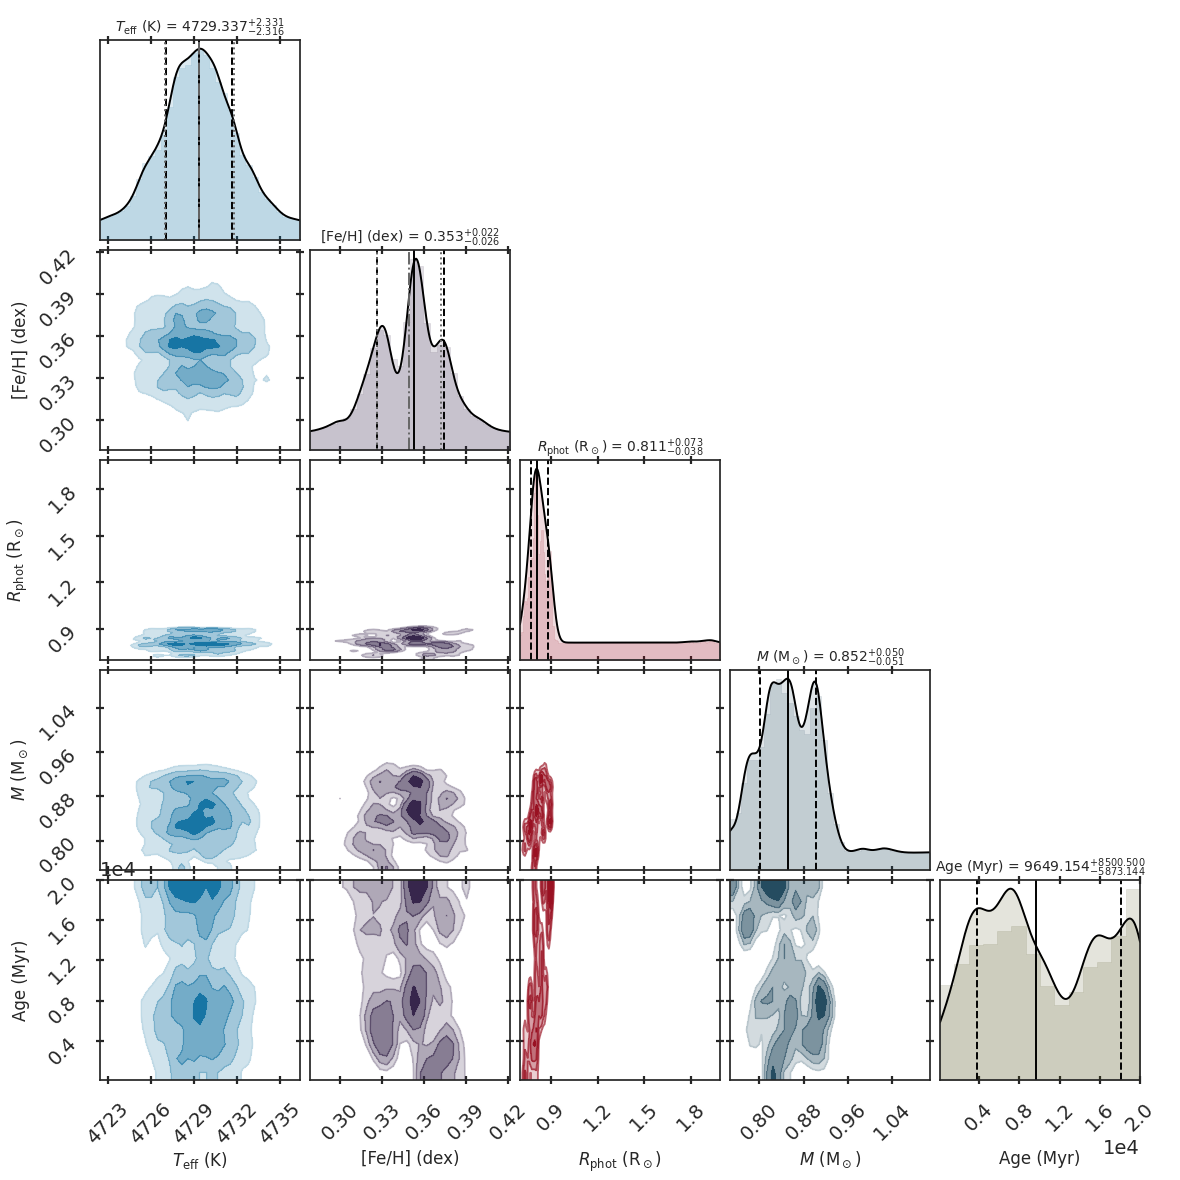 T_eff (K) = 4729.337 +2.331 −2.316
[Fe/H] (dex) = 0.353 +0.022 −0.026
0.42
0.39
0.36
0.33
0.30
[Fe/H] (dex)
R_phot (R⊙) = 0.811 +0.073 −0.038
1.8
1.5
1.2
0.9
R_phot (R⊙)
M (M⊙) = 0.852 +0.050 −0.051
1.04
0.96
0.88
0.80
M (M⊙)
1e4
Age (Myr) = 9649.154 +8500.500 −5873.144
2.0
1.6
1.2
0.8
0.4
Age (Myr)
4723 4726 4729 4732 4735
0.30 0.33 0.36 0.39 0.42
0.9 1.2 1.5 1.8
0.80 0.88 0.96 1.04
0.4 0.8 1.2 1.6 2.0
1e4
T_eff (K)
[Fe/H] (dex)
R_phot (R⊙)
M (M⊙)
Age (Myr)